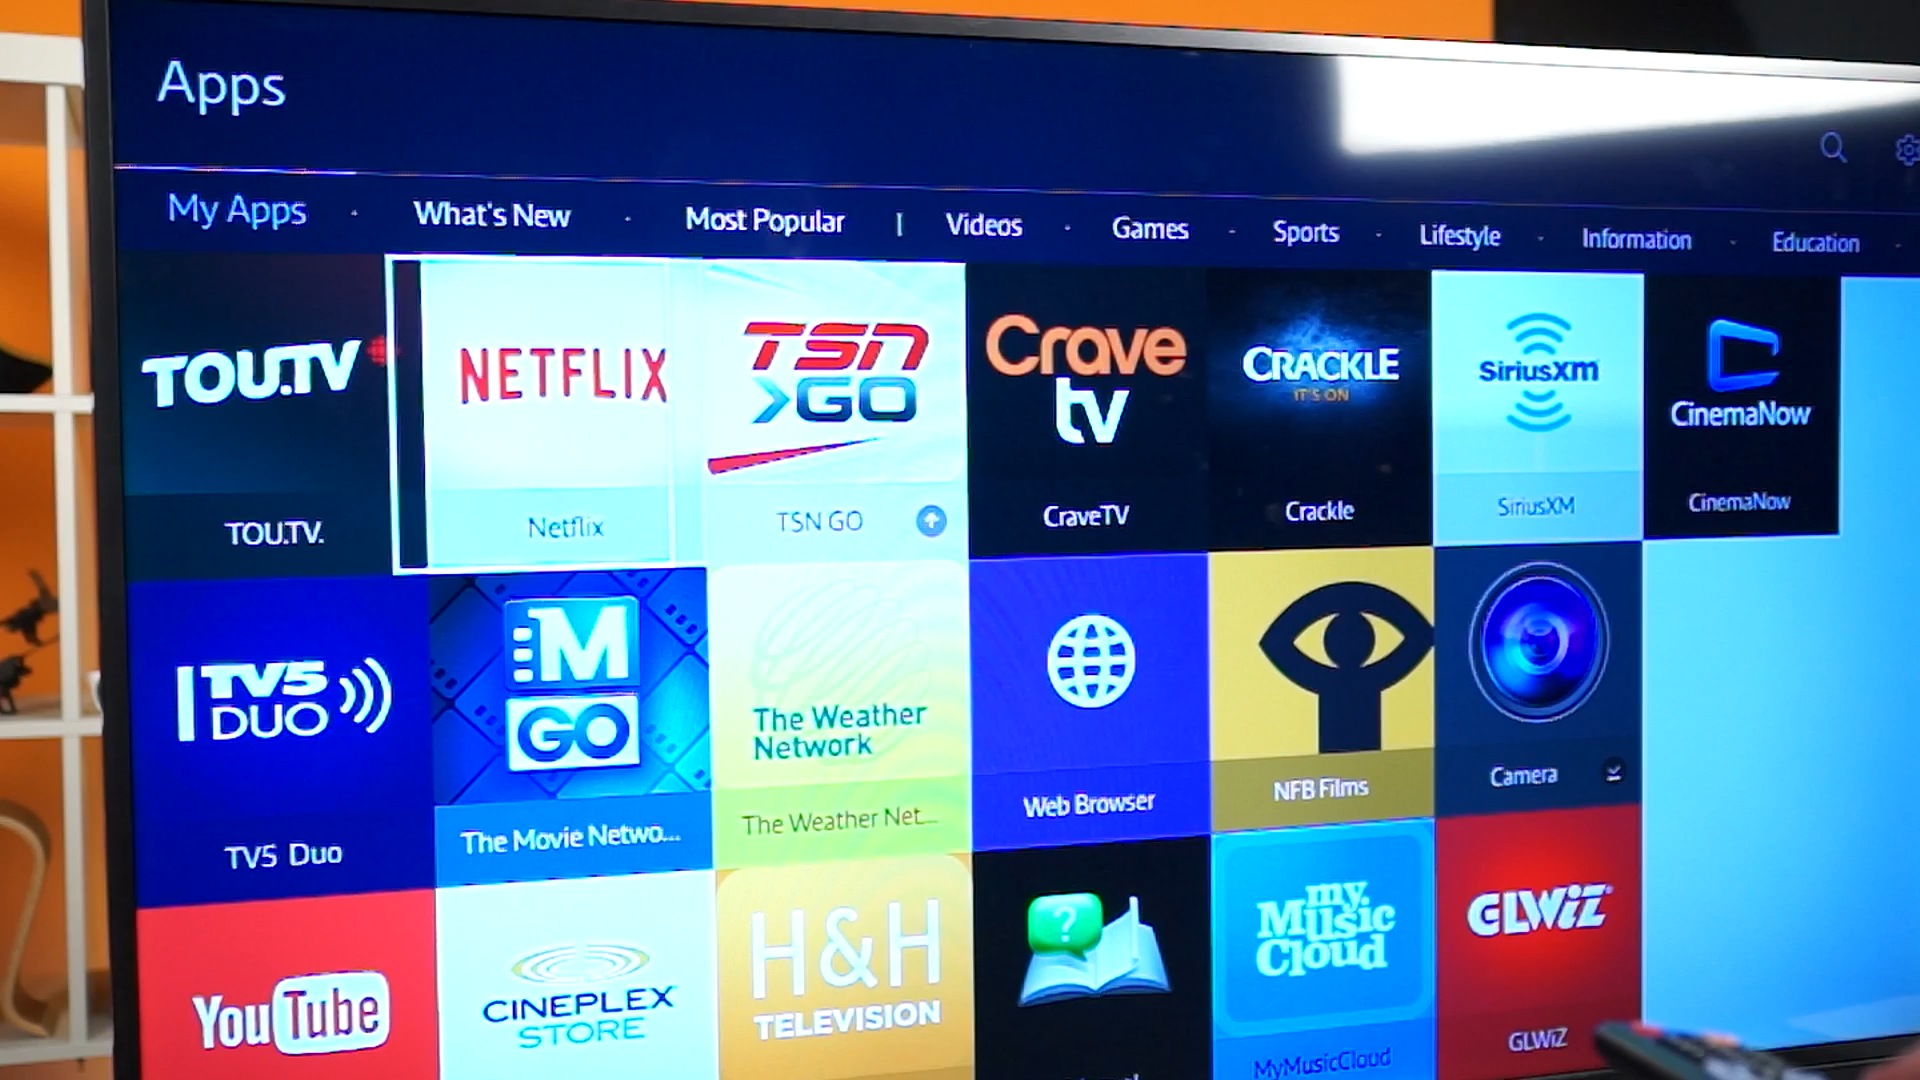 Apps
My Apps · What's New · Most Popular | Videos · Games · Sports · Lifestyle · Information · Education ·
TOU.TV
NETFLIX
TSN
GO
Crave
tv
CRACKLE
IT'S ON
SiriusXM
CinemaNow
TOU.TV.
Netflix
TSN GO
CraveTV
Crackle
SiriusXM
CinemaNow
TV5
DUO
M
GO
The Weather
Network
TV5 Duo
The Movie Netwo...
The Weather Net...
Web Browser
NFB Films
Camera
YouTube
CINEPLEX
STORE
H&H
TELEVISION
?
my.
Music
Cloud
GLWiZ
MyMusicCloud
GLWiZ